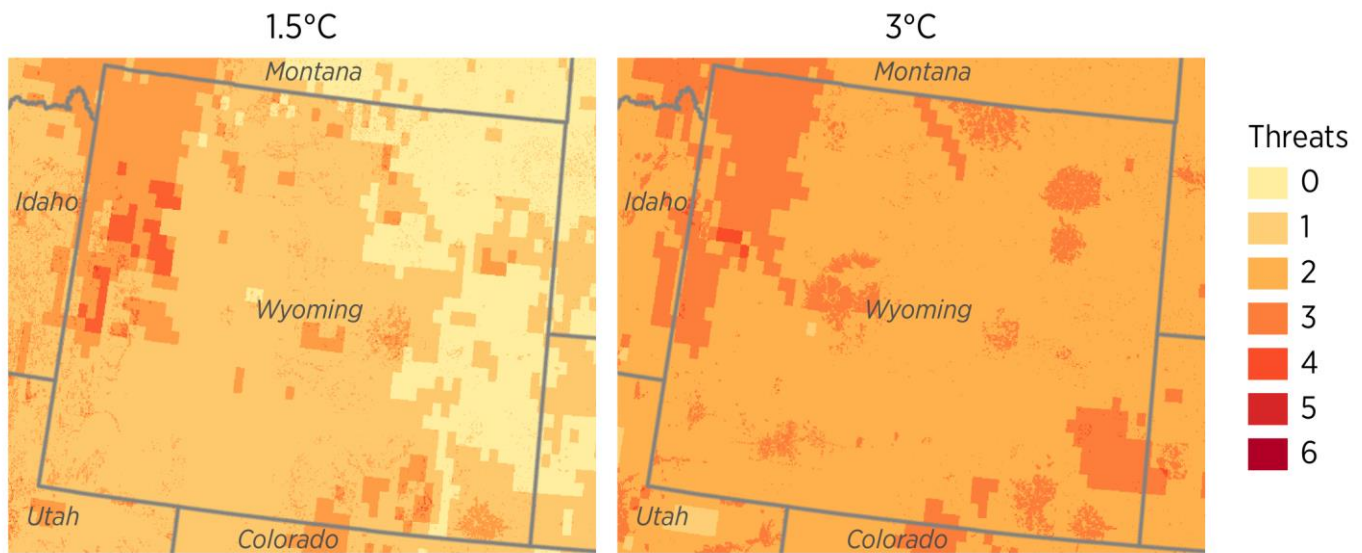 1.5°C
3°C
Montana
Idaho
Wyoming
Utah
Colorado
Montana
Idaho
Wyoming
Utah
Colorado
Threats
0
1
2
3
4
5
6